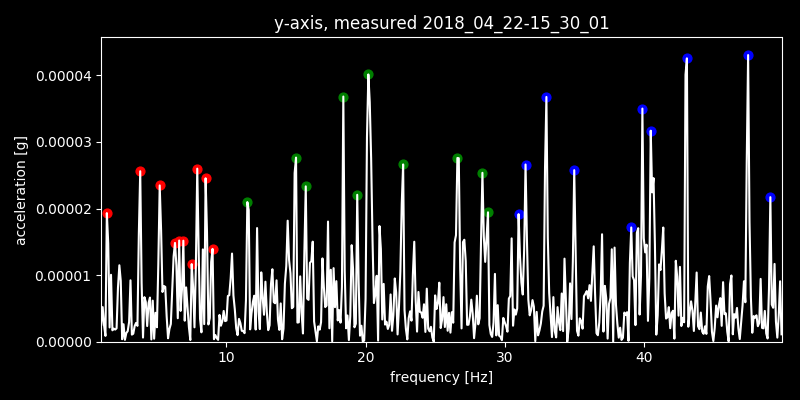 y-axis, measured 2018_04_22-15_30_01
0.00004
0.00003
0.00002
0.00001
0.00000
acceleration [g]
10 20 30 40
frequency [Hz]